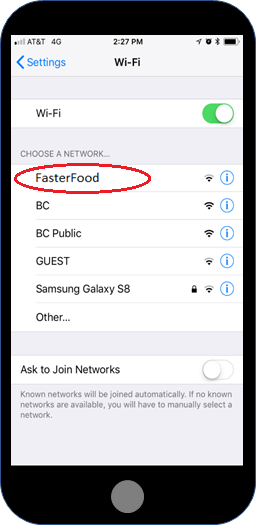 AT&T 4G 2:27 PM
Settings Wi-Fi
Wi-Fi
CHOOSE A NETWORK...
FasterFood
BC
BC Public
GUEST
Samsung Galaxy S8
Other...
Ask to Join Networks
Known networks will be joined automatically. If no known
networks are available, you will have to manually select a
network.